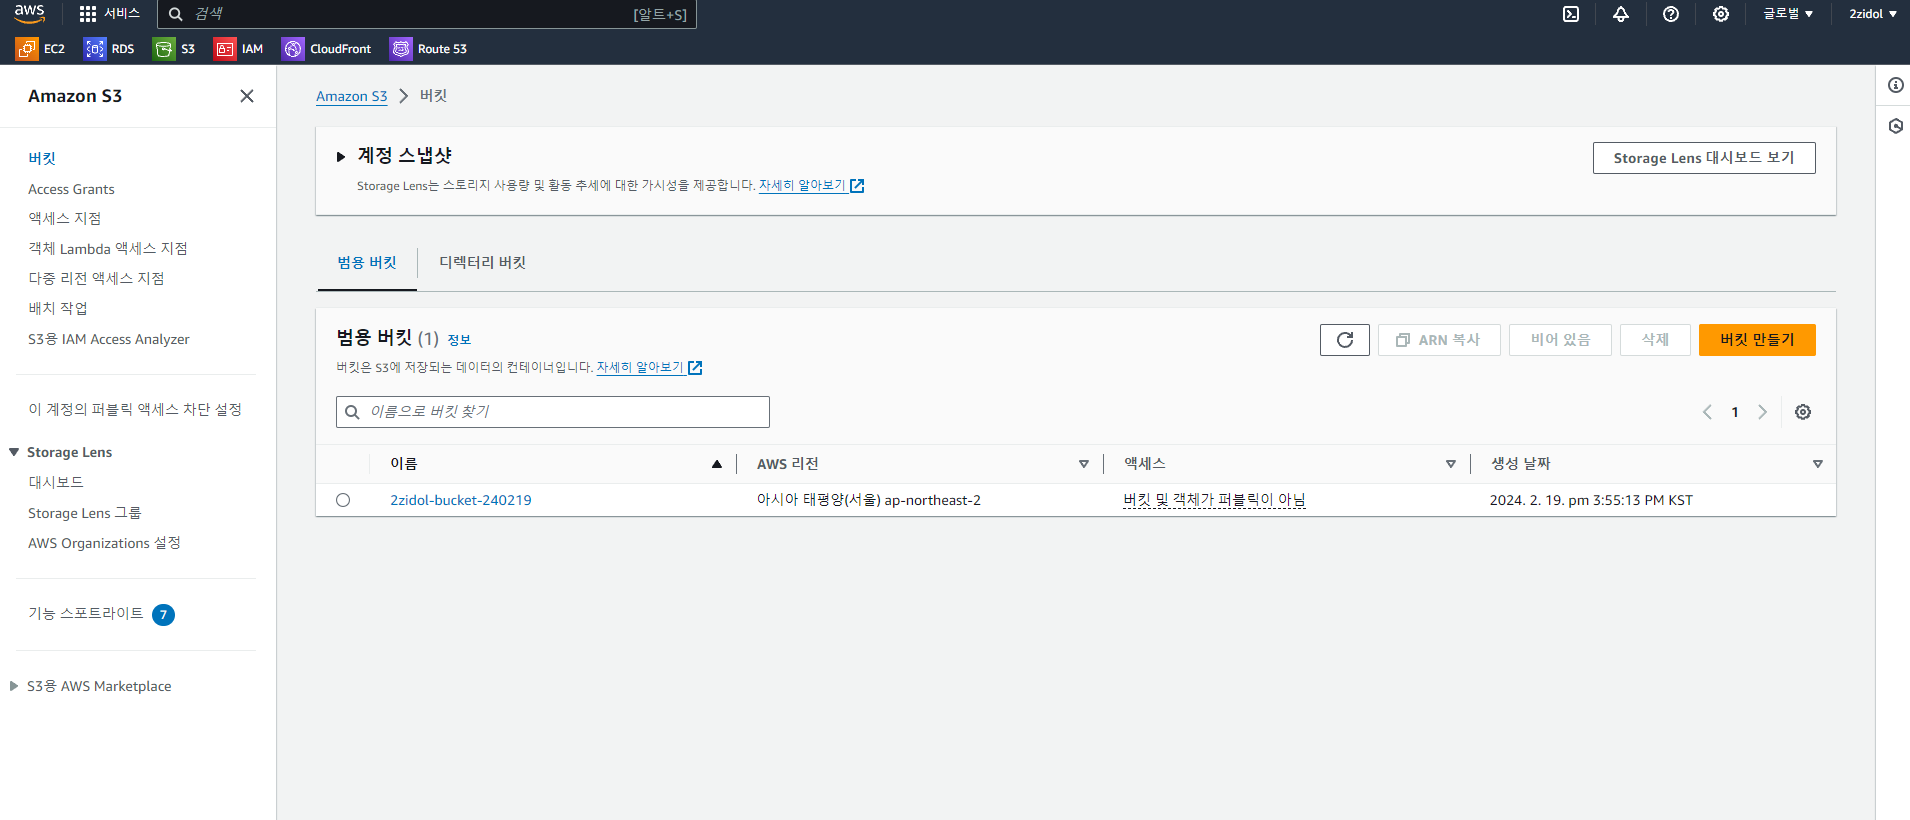 aws
서비스
검색
[알트+S]
글로벌
2zidol
EC2
RDS
S3
IAM
CloudFront
Route 53
Amazon S3
버킷
Access Grants
액세스 지점
객체 Lambda 액세스 지점
다중 리전 액세스 지점
배치 작업
S3용 IAM Access Analyzer
이 계정의 퍼블릭 액세스 차단 설정
Storage Lens
대시보드
Storage Lens 그룹
AWS Organizations 설정
기능 스포트라이트 7
S3용 AWS Marketplace
Amazon S3 버킷
계정 스냅샷
Storage Lens는 스토리지 사용량 및 활동 추세에 대한 가시성을 제공합니다. 자세히 알아보기
Storage Lens 대시보드 보기
범용 버킷
디렉터리 버킷
범용 버킷 (1) 정보
버킷은 S3에 저장되는 데이터의 컨테이너입니다. 자세히 알아보기
ARN 복사
비어 있음
삭제
버킷 만들기
이름으로 버킷 찾기
1
이름
AWS 리전
액세스
생성 날짜
2zidol-bucket-240219
아시아 태평양(서울) ap-northeast-2
버킷 및 객체가 퍼블릭이 아님
2024. 2. 19. pm 3:55:13 PM KST